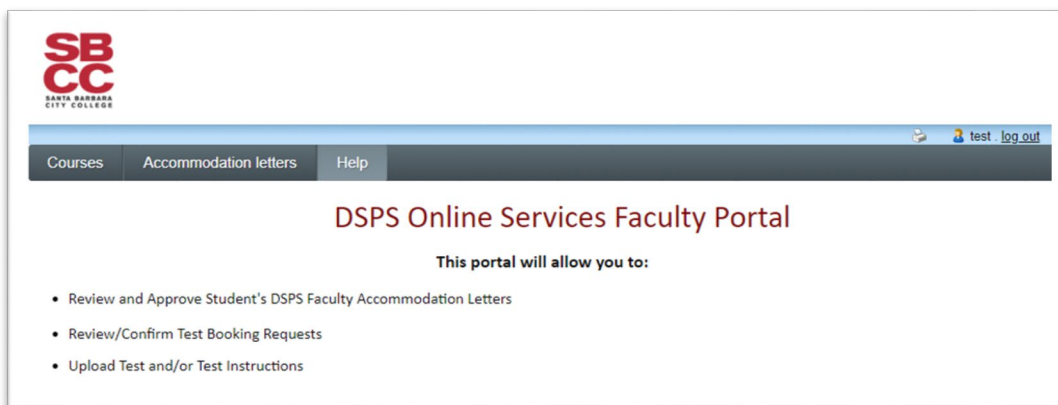 SB
CC
SANTA BARBARA
CITY COLLEGE
test . log out
Courses Accommodation letters Help
DSPS Online Services Faculty Portal
This portal will allow you to:
• Review and Approve Student's DSPS Faculty Accommodation Letters
• Review/Confirm Test Booking Requests
• Upload Test and/or Test Instructions